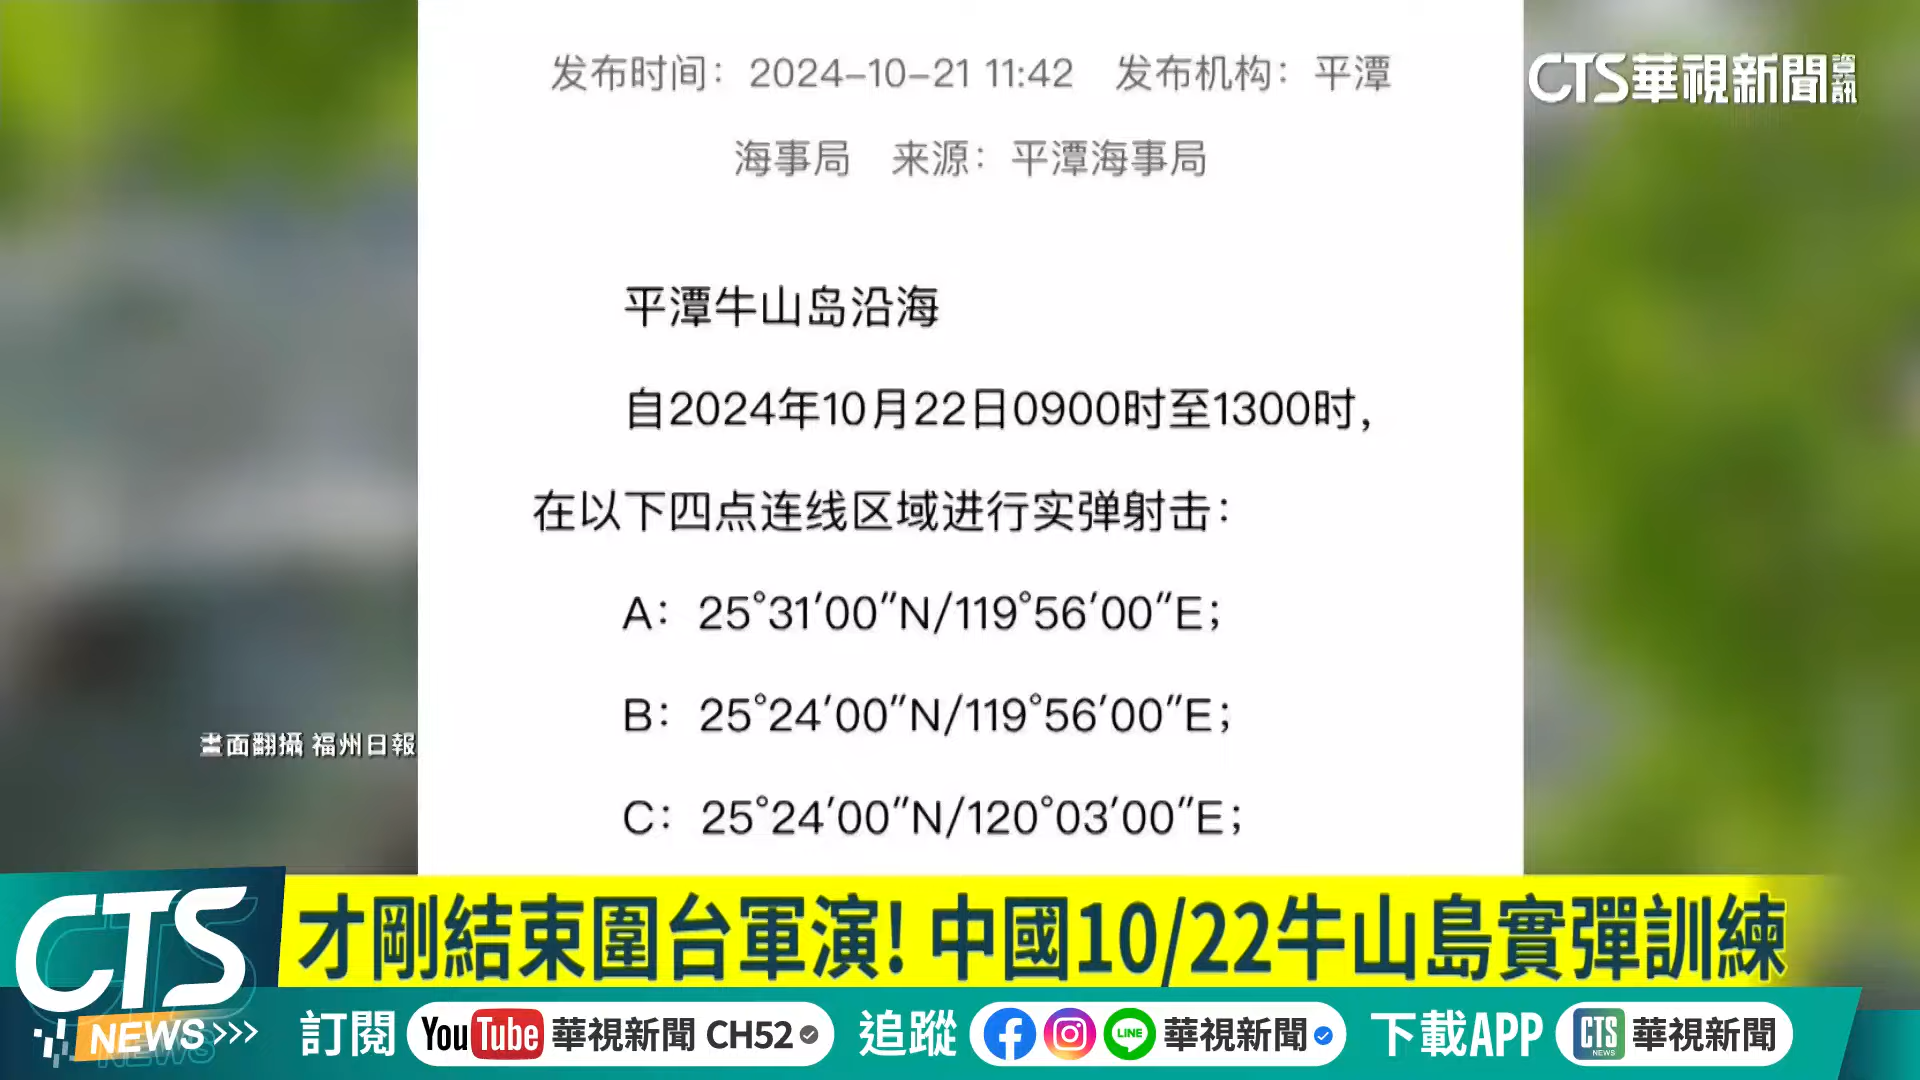 发布时间：2024-10-21 11:42 发布机构：平潭
海事局 来源：平潭海事局
CTS華視新聞資訊
平潭牛山岛沿海
自2024年10月22日0900时至1300时，
在以下四点连线区域进行实弹射击：
A：25°31′00″N/119°56′00″E；
B：25°24′00″N/119°56′00″E；
畫面翻攝 福州日報
C：25°24′00″N/120°03′00″E；
才剛結束圍台軍演! 中國10/22牛山島實彈訓練
CTS
NEWS
訂閱 YouTube 華視新聞 CH52 追蹤 LINE 華視新聞 下載APP CTS NEWS 華視新聞